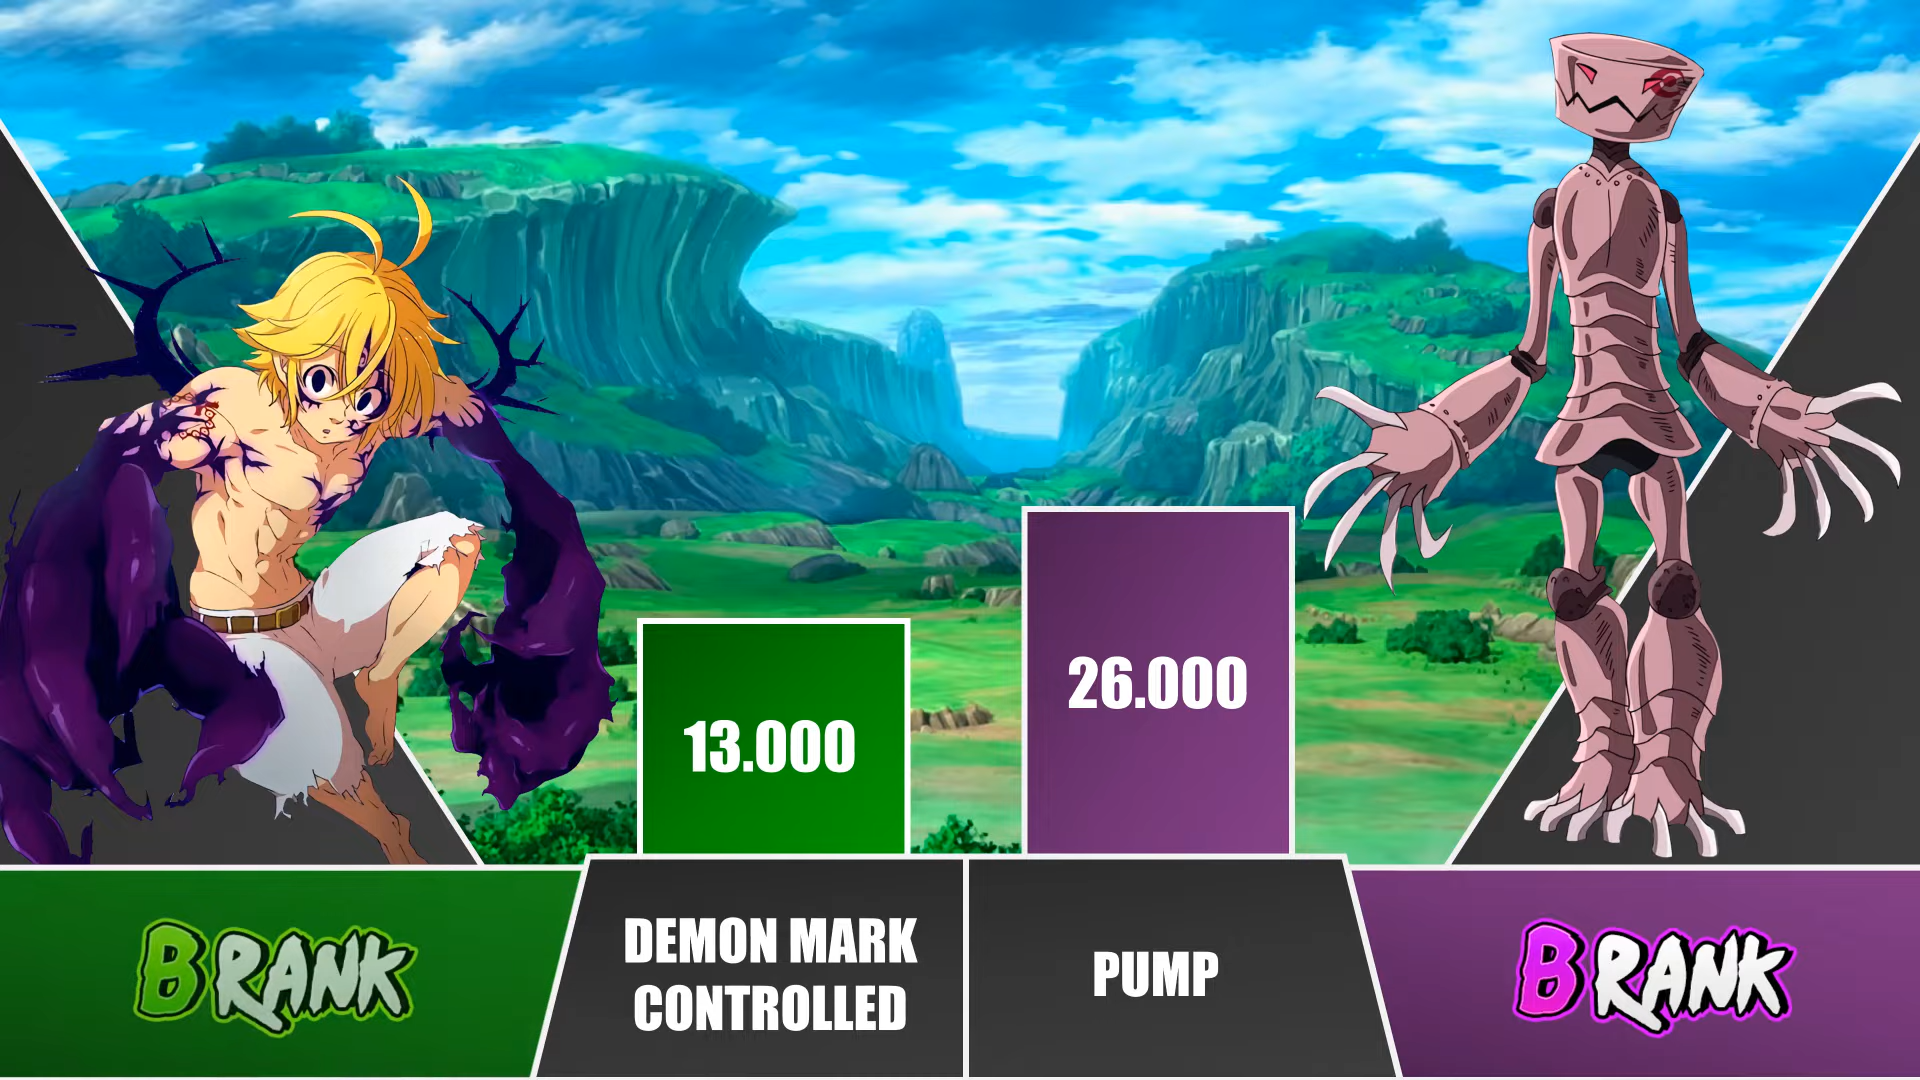 13.000
26.000
B RANK
DEMON MARK
CONTROLLED
PUMP
B RANK